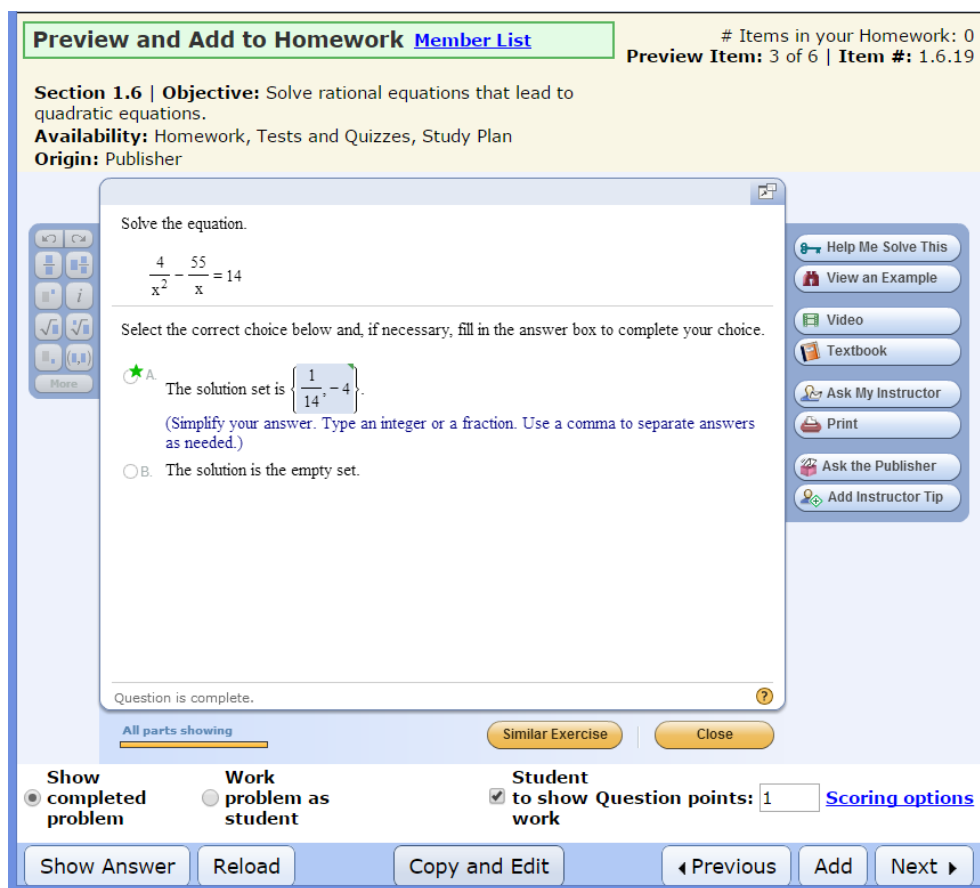 Preview and Add to Homework Member List
# Items in your Homework: 0
Preview Item: 3 of 6 | Item #: 1.6.19
Section 1.6 | Objective: Solve rational equations that lead to
quadratic equations.
Availability: Homework, Tests and Quizzes, Study Plan
Origin: Publisher
Solve the equation.
4/x² − 55/x = 14
Select the correct choice below and, if necessary, fill in the answer box to complete your choice.
A. The solution set is {1/14, − 4}.
(Simplify your answer. Type an integer or a fraction. Use a comma to separate answers
as needed.)
B. The solution is the empty set.
Question is complete.
?
i
√
∛
(▮,▮)
More
Help Me Solve This
View an Example
Video
Textbook
Ask My Instructor
Print
Ask the Publisher
Add Instructor Tip
All parts showing
Similar Exercise
Close
Show
completed
problem
Work
problem as
student
Student
to show
work
Question points: 1
Scoring options
Show Answer
Reload
Copy and Edit
Previous
Add
Next